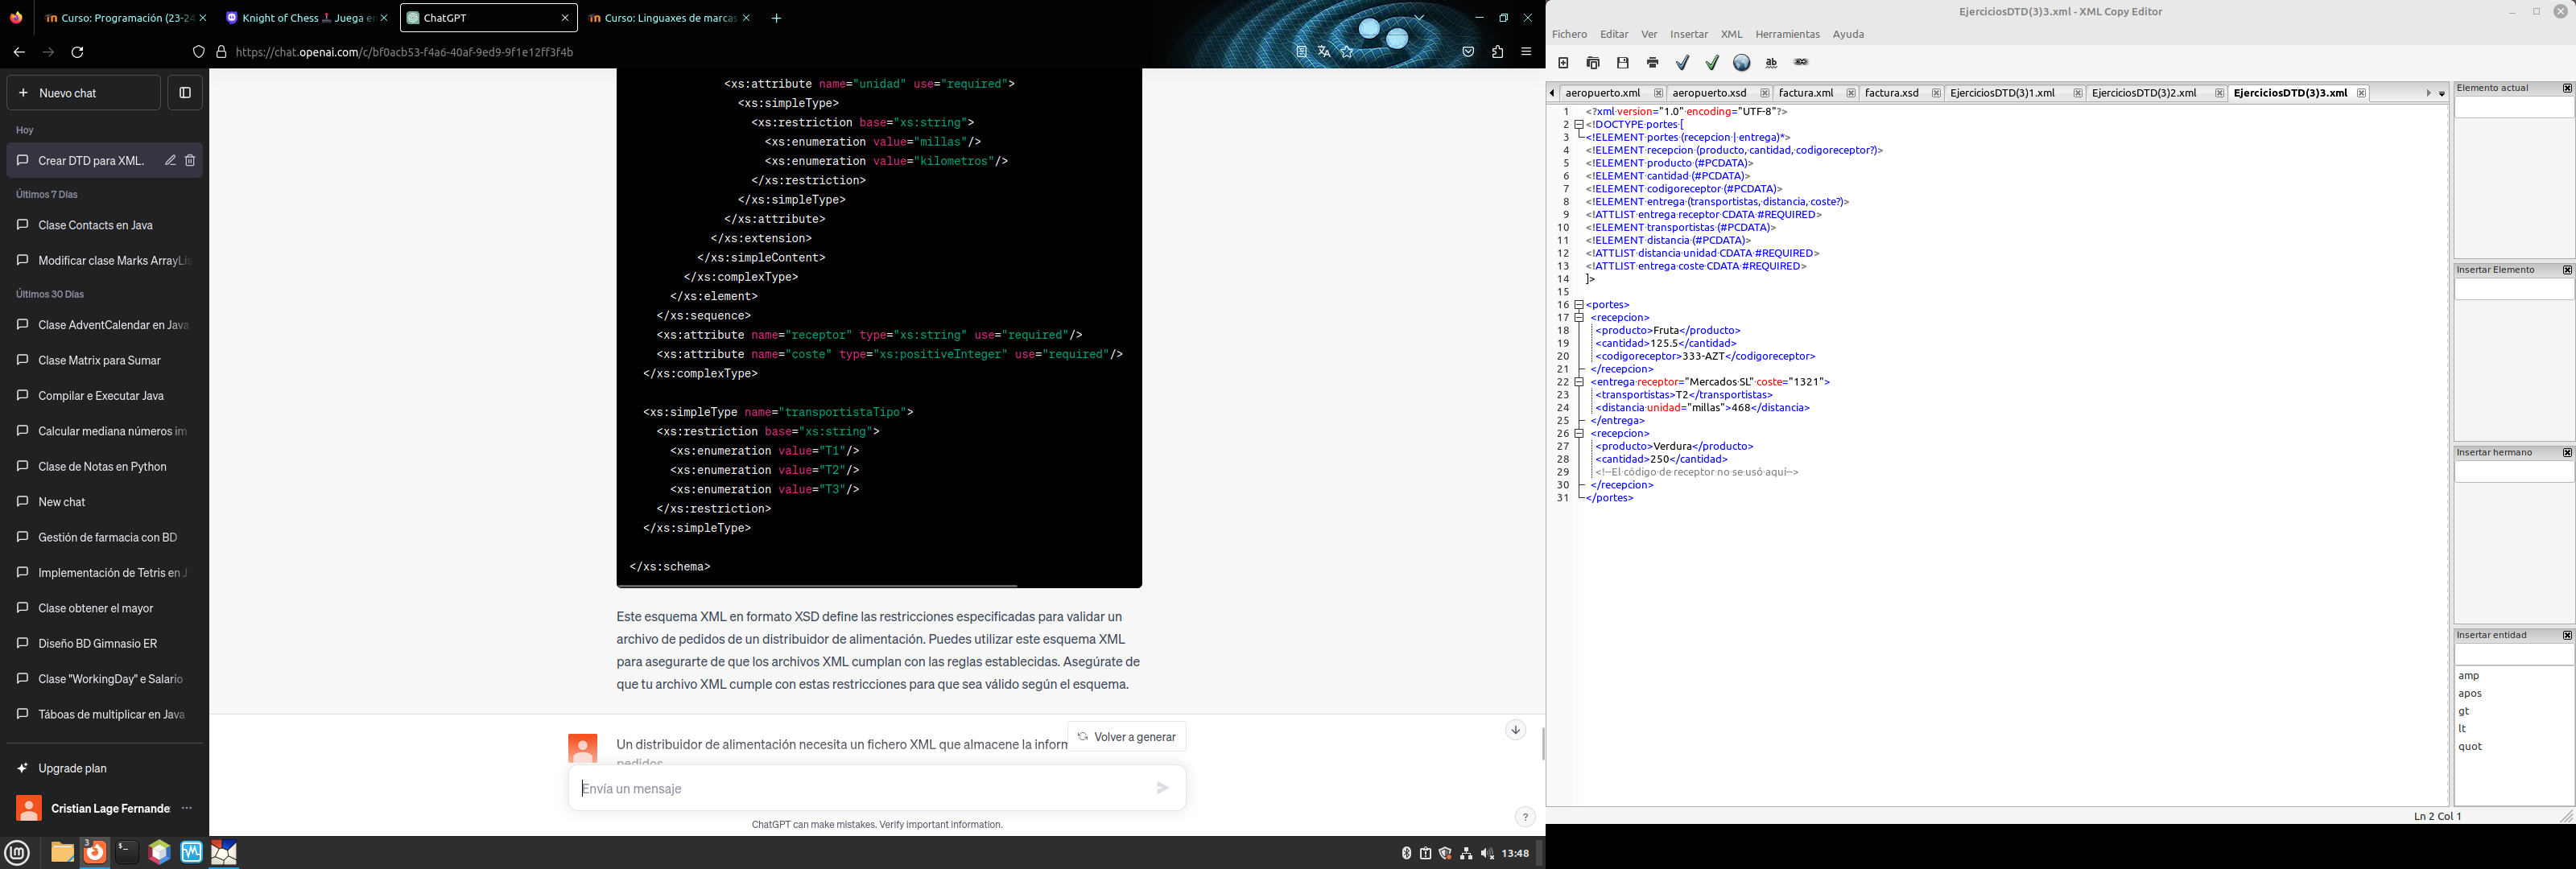 Curso: Programación (23-24
Knight of Chess
Juega en
ChatGPT
Curso: Linguaxes de marcas
https://chat.openai.com/c/bf0acb53-f4a6-40af-9ed9-9f1e12ff3f4b
Nuevo chat
Hoy
Crear DTD para XML.
Últimos 7 Días
Clase Contacts en Java
Modificar clase Marks ArrayLis
Últimos 30 Días
Clase AdventCalendar en Java
Clase Matrix para Sumar
Compilar e Executar Java
Calcular mediana números im
Clase de Notas en Python
New chat
Gestión de farmacia con BD
Implementación de Tetris en J
Clase obtener el mayor
Diseño BD Gimnasio ER
Clase "WorkingDay" e Salario
Táboas de multiplicar en Java
Upgrade plan
Cristian Lage Fernande
<xs:attribute name="unidad" use="required">
<xs:simpleType>
<xs:restriction base="xs:string">
<xs:enumeration value="millas"/>
<xs:enumeration value="kilometros"/>
</xs:restriction>
</xs:simpleType>
</xs:attribute>
</xs:extension>
</xs:simpleContent>
</xs:complexType>
</xs:element>
</xs:sequence>
<xs:attribute name="receptor" type="xs:string" use="required"/>
<xs:attribute name="coste" type="xs:positiveInteger" use="required"/>
</xs:complexType>
<xs:simpleType name="transportistaTipo">
<xs:restriction base="xs:string">
<xs:enumeration value="T1"/>
<xs:enumeration value="T2"/>
<xs:enumeration value="T3"/>
</xs:restriction>
</xs:simpleType>
</xs:schema>
Este esquema XML en formato XSD define las restricciones especificadas para validar un
archivo de pedidos de un distribuidor de alimentación. Puedes utilizar este esquema XML
para asegurarte de que los archivos XML cumplan con las reglas establecidas. Asegúrate de
que tu archivo XML cumple con estas restricciones para que sea válido según el esquema.
Un distribuidor de alimentación necesita un fichero XML que almacene la inform
pedidos
Volver a generar
Envía un mensaje
ChatGPT can make mistakes. Verify important information.
?
3
13:48
EjerciciosDTD(3)3.xml - XML Copy Editor
Fichero Editar Ver Insertar XML Herramientas Ayuda
aeropuerto.xml
aeropuerto.xsd
factura.xml
factura.xsd
EjerciciosDTD(3)1.xml
EjerciciosDTD(3)2.xml
EjerciciosDTD(3)3.xml
1 <?xml version="1.0" encoding="UTF-8"?>
2 <!DOCTYPE portes [
3 <!ELEMENT portes (recepcion | entrega)*>
4 <!ELEMENT recepcion (producto, cantidad, codigoreceptor?)>
5 <!ELEMENT producto (#PCDATA)>
6 <!ELEMENT cantidad (#PCDATA)>
7 <!ELEMENT codigoreceptor (#PCDATA)>
8 <!ELEMENT entrega (transportistas, distancia, coste?)>
9 <!ATTLIST entrega receptor CDATA #REQUIRED>
10 <!ELEMENT transportistas (#PCDATA)>
11 <!ELEMENT distancia (#PCDATA)>
12 <!ATTLIST distancia unidad CDATA #REQUIRED>
13 <!ATTLIST entrega coste CDATA #REQUIRED>
14 ]>
15
16 <portes>
17 <recepcion>
18 <producto>Fruta</producto>
19 <cantidad>125.5</cantidad>
20 <codigoreceptor>333-AZT</codigoreceptor>
21 </recepcion>
22 <entrega receptor="Mercados SL" coste="1321">
23 <transportistas>T2</transportistas>
24 <distancia unidad="millas">468</distancia>
25 </entrega>
26 <recepcion>
27 <producto>Verdura</producto>
28 <cantidad>250</cantidad>
29 <!--El código de receptor no se usó aquí-->
30 </recepcion>
31 </portes>
Elemento actual
Insertar Elemento
Insertar hermano
Insertar entidad
amp
apos
gt
lt
quot
Ln 2 Col 1